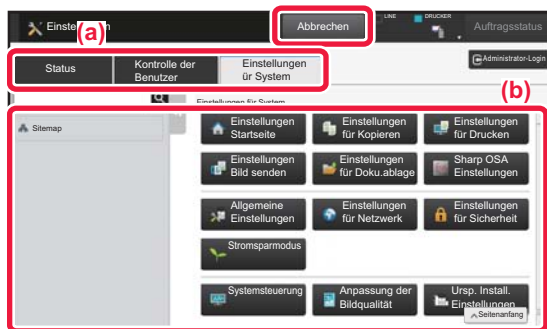 Einstellungen
(a)
Abbrechen
LINE
DRUCKER
Auftragsstatus
Status
Kontrolle der
Benutzer
Einstellungen
ür System
Administrator-Login
(b)
Einstellungen für System
Sitemap
Einstellungen
Startseite
Einstellungen
für Kopieren
Einstellungen
für Drucken
Einstellungen
Bild senden
Einstellungen
für Doku.ablage
Sharp OSA
Einstellungen
Allgemeine
Einstellungen
Einstellungen
für Netzwerk
Einstellungen
für Sicherheit
Stromsparmodus
Systemsteuerung
Anpassung der
Bildqualität
Ursp. Install.
Einstellungen
Seitenanfang